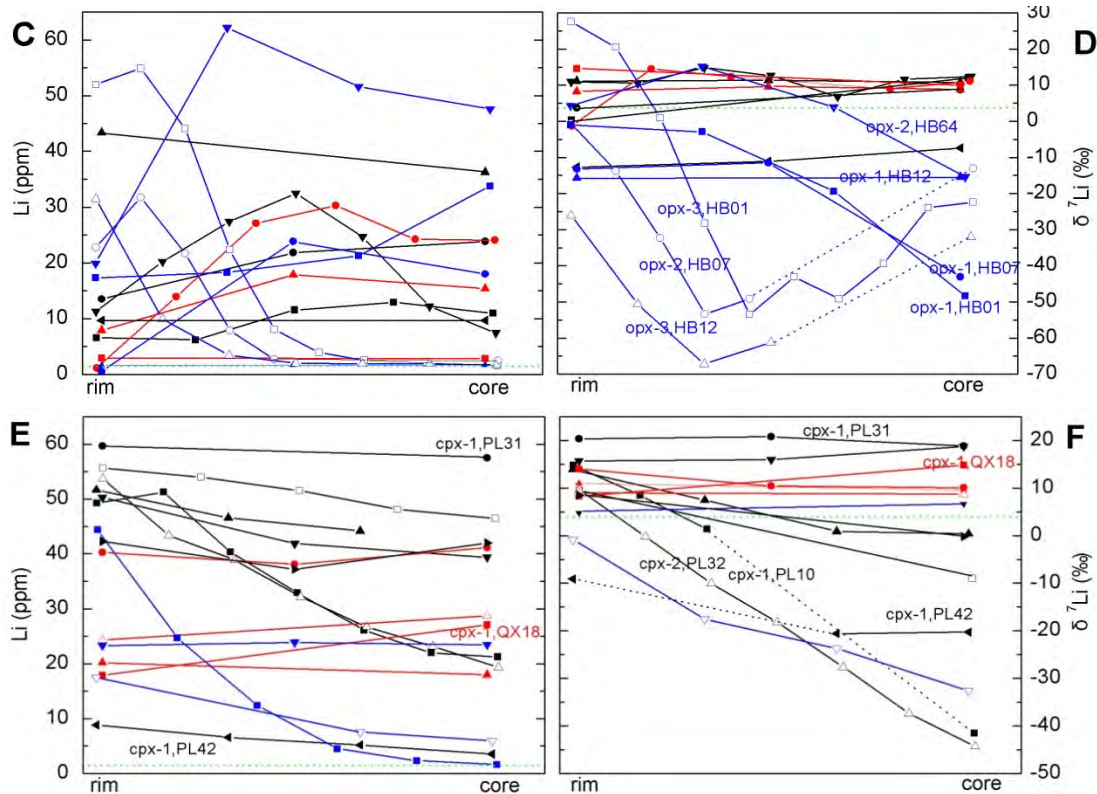 C
60
50
40
30
20
10
0
Li (ppm)
rim
core
D
30
20
10
0
-10
-20
-30
-40
-50
-60
-70
δ ⁷Li (‰)
opx-2,HB64
opx-1,HB12
opx-3,HB01
opx-2,HB07
opx-1,HB07
opx-1,HB01
opx-3,HB12
rim
core
E
60
50
40
30
20
10
0
Li (ppm)
cpx-1,PL31
cpx-1,QX18
cpx-1,PL42
rim
core
F
20
10
0
-10
-20
-30
-40
-50
δ ⁷Li (‰)
cpx-1,PL31
cpx-1,QX18
cpx-2,PL32
cpx-1,PL10
cpx-1,PL42
rim
core